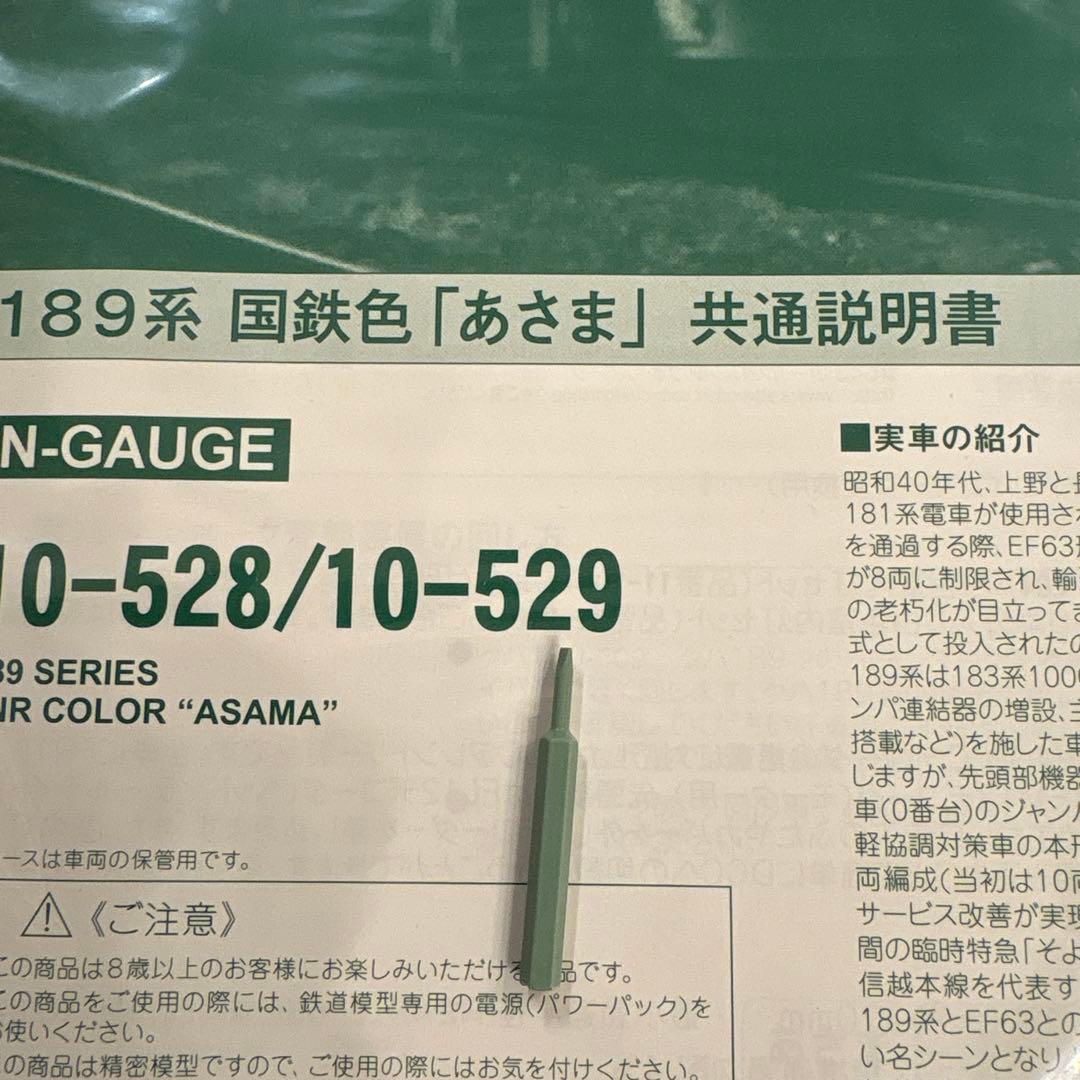 189系 国鉄色「あさま」 共通説明書
N-GAUGE
10-528/10-529
89 SERIES
NR COLOR “ASAMA”
ースは車両の保管用です。
《ご注意》
この商品は8歳以上のお客様にお楽しみいただける 品です。
この商品をご使用の際には、鉄道模型専用の電源(パワーパック)を
お使いください。
この商品は精密模型ですので、ご使用の際にはお気を付けください。
■実車の紹介
昭和40年代、上野と長
181系電車が使用され
を通過する際、EF63形
が8両に制限され、輸
の老朽化が目立ってき
式として投入されたの
189系は183系100
ンパ連結器の増設、主
搭載など)を施した車
じますが、先頭部機器
車(0番台)のジャン
軽協調対策車の本形
両編成(当初は10両
サービス改善が実現
間の臨時特急「そよ
信越本線を代表す
189系とEF63との
い名シーンとなり